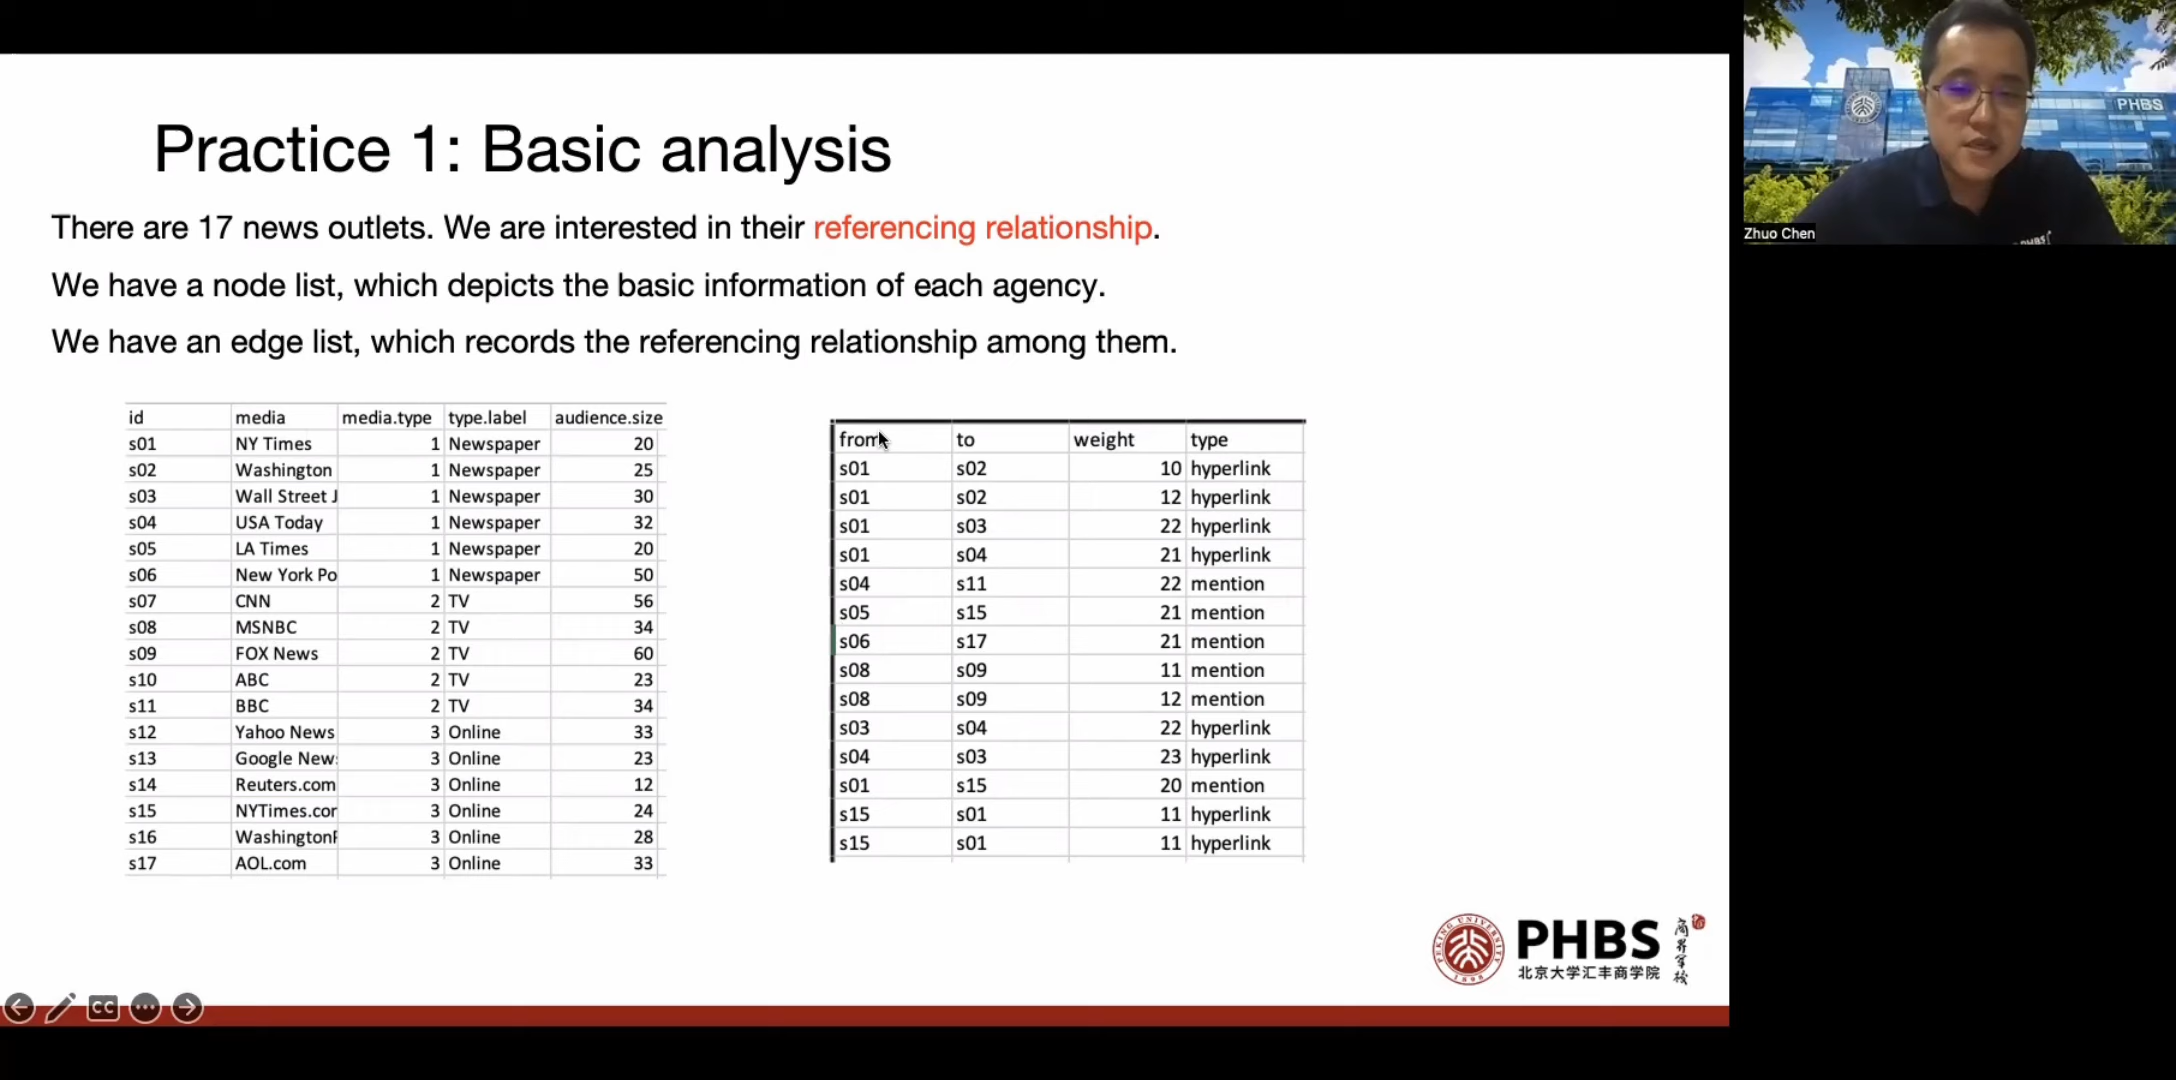 Practice 1: Basic analysis
There are 17 news outlets. We are interested in their referencing relationship.
We have a node list, which depicts the basic information of each agency.
We have an edge list, which records the referencing relationship among them.
id media media.type type.label audience.size
s01 NY Times 1 Newspaper 20
s02 Washington 1 Newspaper 25
s03 Wall Street J 1 Newspaper 30
s04 USA Today 1 Newspaper 32
s05 LA Times 1 Newspaper 20
s06 New York Po 1 Newspaper 50
s07 CNN 2 TV 56
s08 MSNBC 2 TV 34
s09 FOX News 2 TV 60
s10 ABC 2 TV 23
s11 BBC 2 TV 34
s12 Yahoo News 3 Online 33
s13 Google New 3 Online 23
s14 Reuters.com 3 Online 12
s15 NYTimes.cor 3 Online 24
s16 WashingtonP 3 Online 28
s17 AOL.com 3 Online 33
from to weight type
s01 s02 10 hyperlink
s01 s02 12 hyperlink
s01 s03 22 hyperlink
s01 s04 21 hyperlink
s04 s11 22 mention
s05 s15 21 mention
s06 s17 21 mention
s08 s09 11 mention
s08 s09 12 mention
s03 s04 22 hyperlink
s04 s03 23 hyperlink
s01 s15 20 mention
s15 s01 11 hyperlink
s15 s01 11 hyperlink
PEKING UNIVERSITY
1898
PHBS
北京大学汇丰商学院
商界军校
CC
PHBS
Zhuo Chen